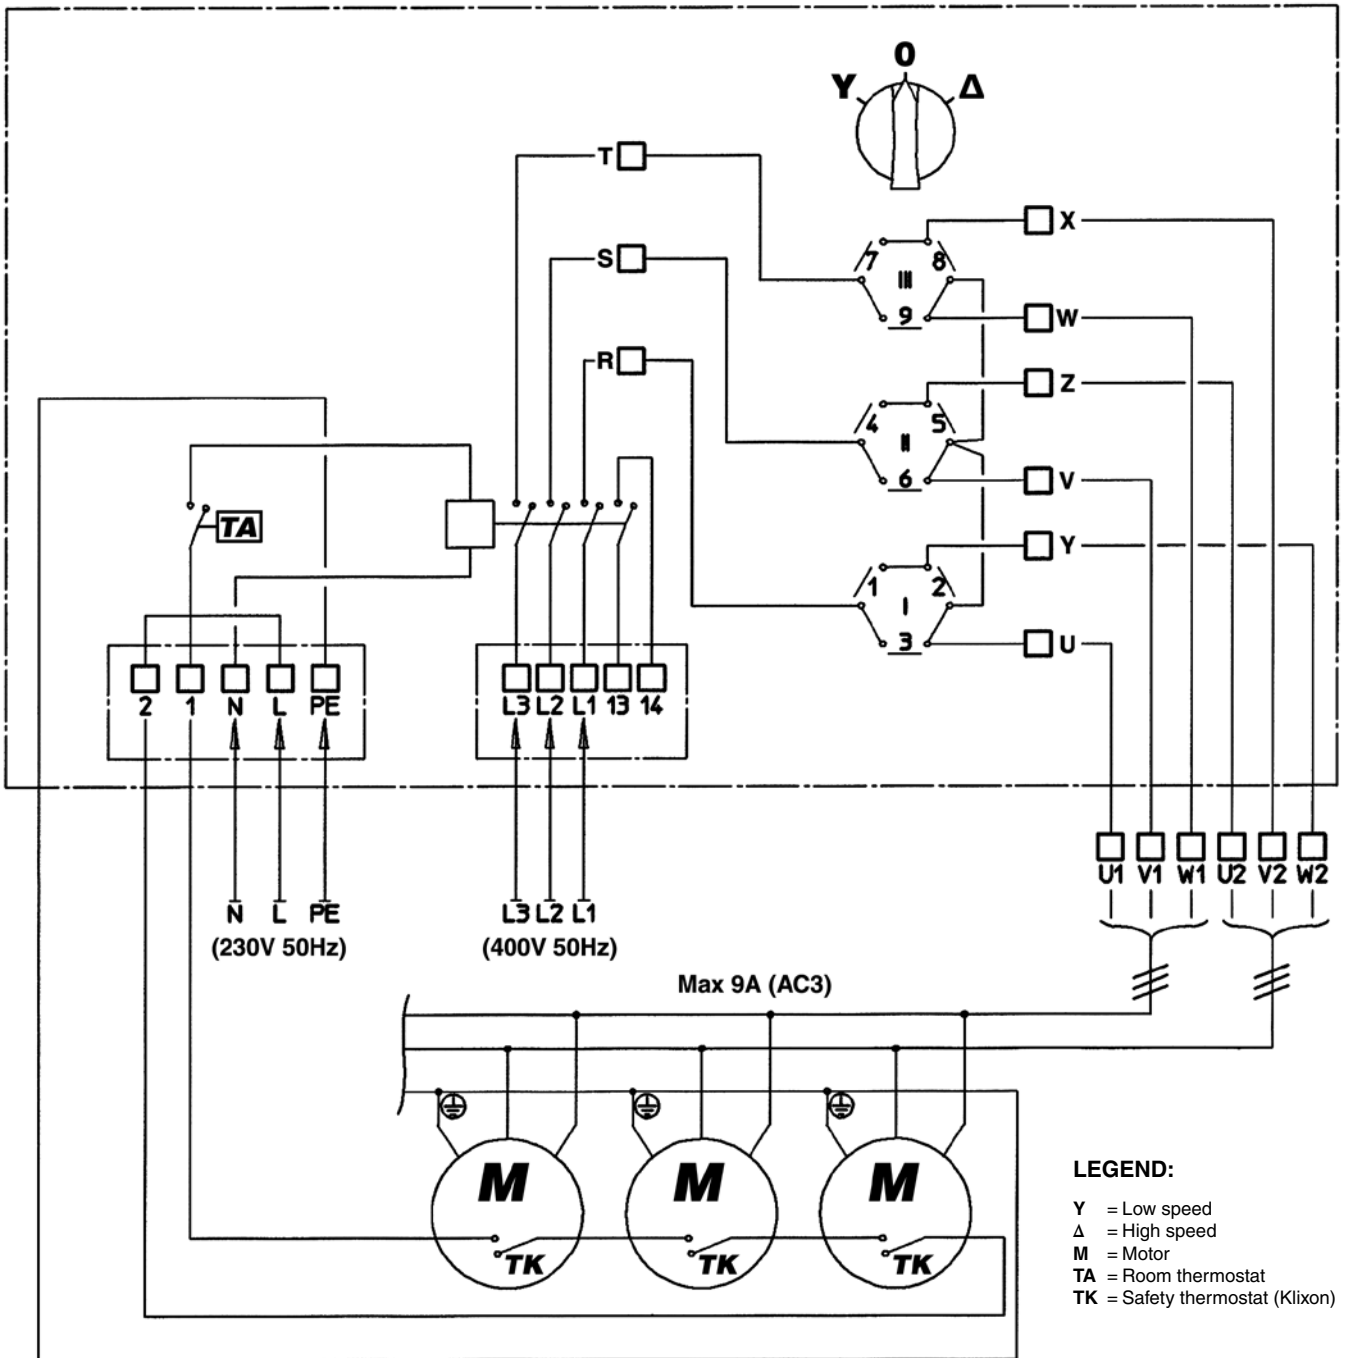 0
Y Δ
T
X
S
7 8
III
9
W
R
Z
4 5
II
6
V
TA
Y
1 2
I
3
U
2 1 N L PE
L3 L2 L1 13 14
U1 V1 W1 U2 V2 W2
N L PE
(230V 50Hz)
L3 L2 L1
(400V 50Hz)
Max 9A (AC3)
M M M
TK TK TK
LEGEND:
Y = Low speed
Δ = High speed
M = Motor
TA = Room thermostat
TK = Safety thermostat (Klixon)